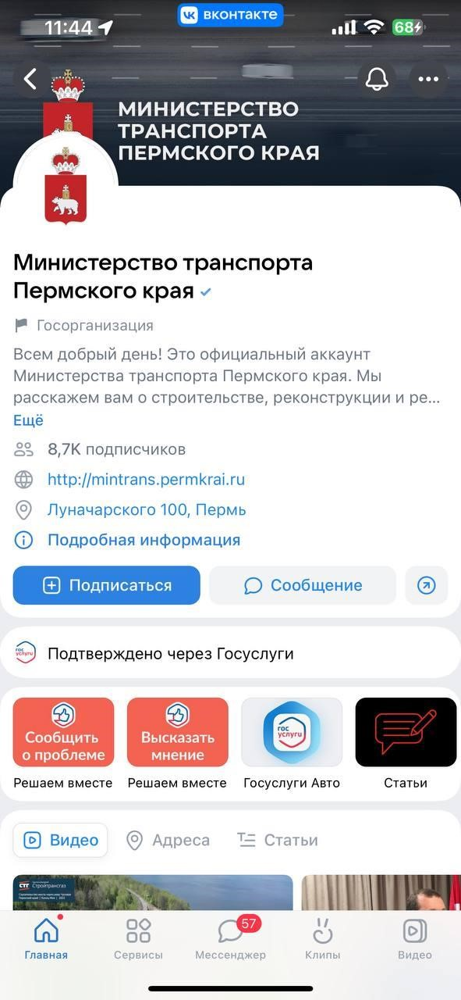 11:44
вконтакте
68
МИНИСТЕРСТВО
ТРАНСПОРТА
ПЕРМСКОГО КРАЯ
Министерство транспорта
Пермского края
Госорганизация
Всем добрый день! Это официальный аккаунт
Министерства транспорта Пермского края. Мы
расскажем вам о строительстве, реконструкции и ре...
Ещё
8,7K подписчиков
http://mintrans.permkrai.ru
Луначарского 100, Пермь
Подробная информация
Подписаться
Сообщение
гос услуги
Подтверждено через Госуслуги
Сообщить
о проблеме
Высказать
мнение
гос
услуги
Решаем вместе
Решаем вместе
Госуслуги Авто
Статьи
Видео
Адреса
Статьи
СТГ Стройтрансгаз
57
Главная
Сервисы
Мессенджер
Клипы
Видео